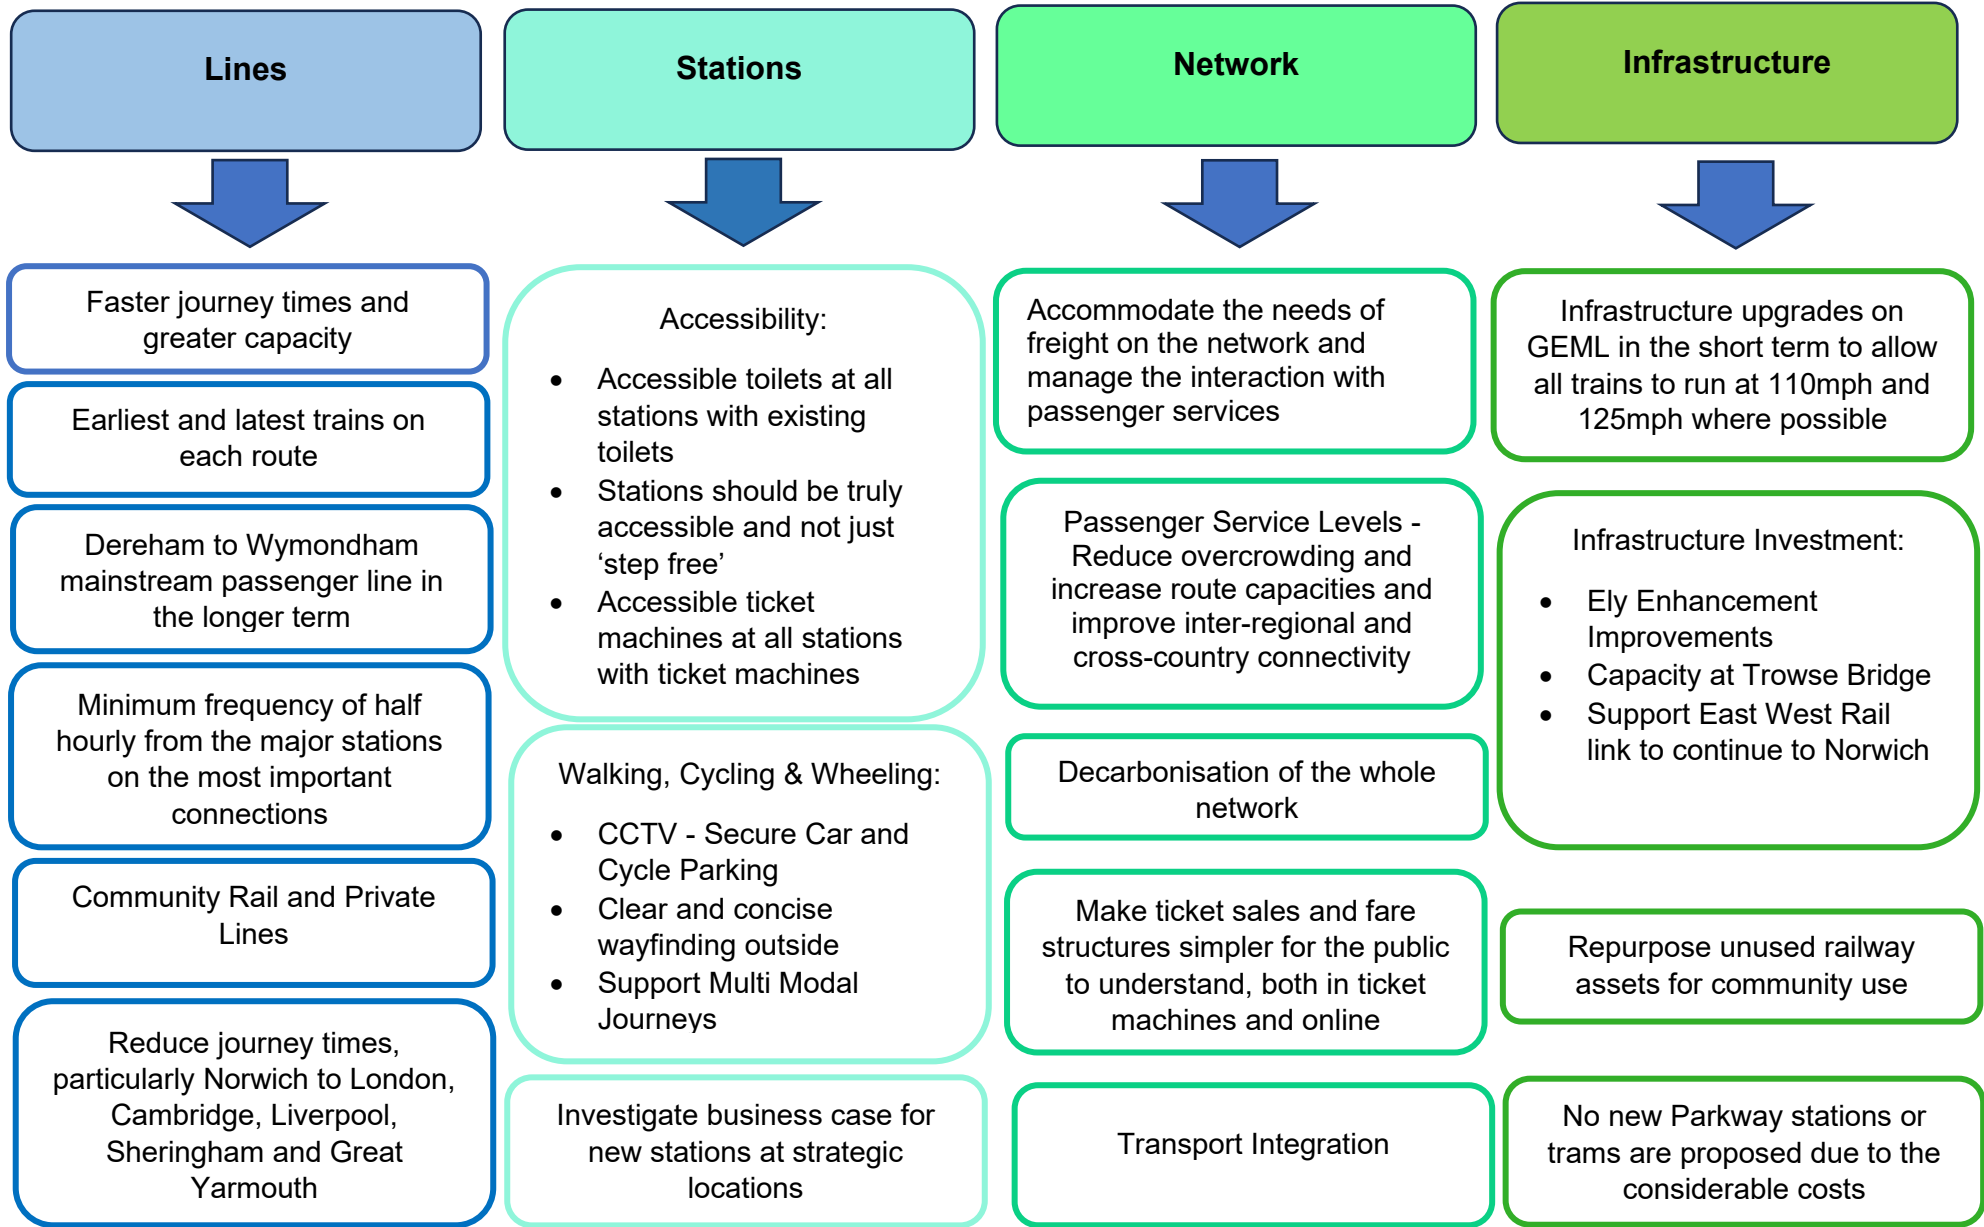 Lines
Faster journey times and
greater capacity
Earliest and latest trains on
each route
Dereham to Wymondham
mainstream passenger line in
the longer term
Minimum frequency of half
hourly from the major stations
on the most important
connections
Community Rail and Private
Lines
Reduce journey times,
particularly Norwich to London,
Cambridge, Liverpool,
Sheringham and Great
Yarmouth
Stations
Accessibility:
• Accessible toilets at all
stations with existing
toilets
• Stations should be truly
accessible and not just
‘step free’
• Accessible ticket
machines at all stations
with ticket machines
Walking, Cycling & Wheeling:
• CCTV - Secure Car and
Cycle Parking
• Clear and concise
wayfinding outside
• Support Multi Modal
Journeys
Investigate business case for
new stations at strategic
locations
Network
Accommodate the needs of
freight on the network and
manage the interaction with
passenger services
Passenger Service Levels -
Reduce overcrowding and
increase route capacities and
improve inter-regional and
cross-country connectivity
Decarbonisation of the whole
network
Make ticket sales and fare
structures simpler for the public
to understand, both in ticket
machines and online
Transport Integration
Infrastructure
Infrastructure upgrades on
GEML in the short term to allow
all trains to run at 110mph and
125mph where possible
Infrastructure Investment:
• Ely Enhancement
Improvements
• Capacity at Trowse Bridge
• Support East West Rail
link to continue to Norwich
Repurpose unused railway
assets for community use
No new Parkway stations or
trams are proposed due to the
considerable costs